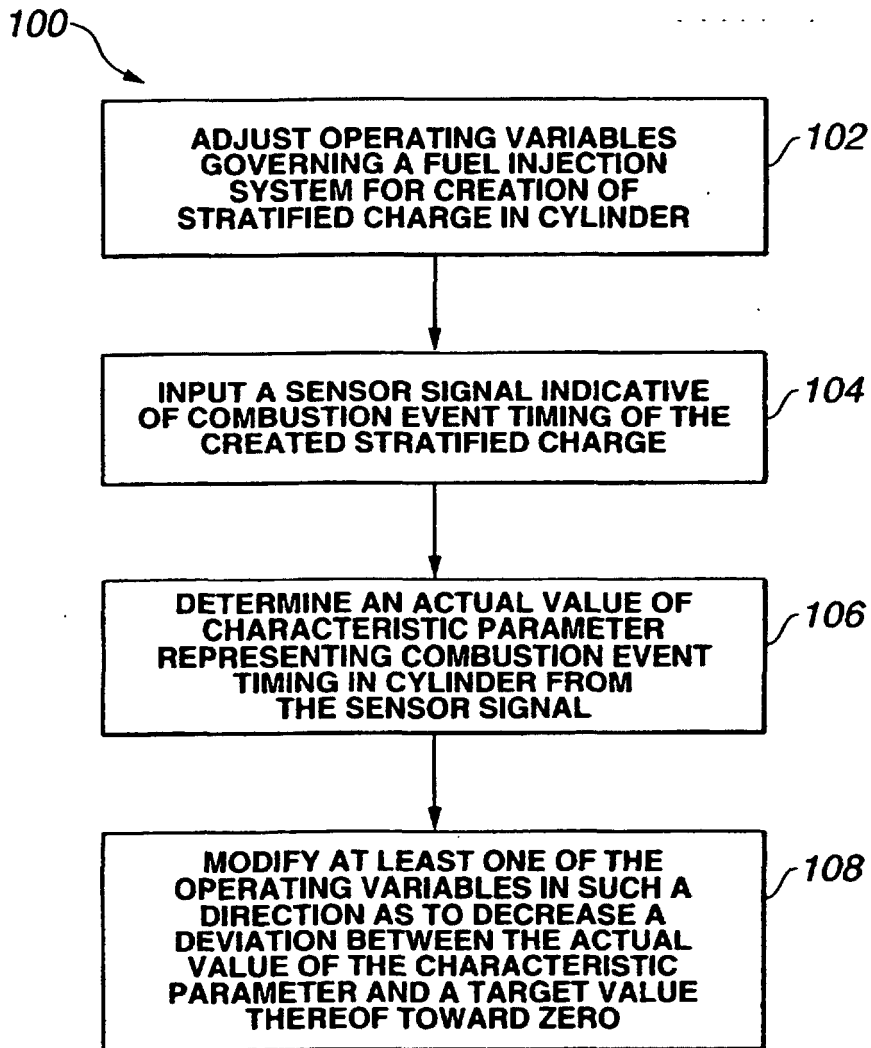 100
ADJUST OPERATING VARIABLES
GOVERNING A FUEL INJECTION
SYSTEM FOR CREATION OF
STRATIFIED CHARGE IN CYLINDER
102
INPUT A SENSOR SIGNAL INDICATIVE
OF COMBUSTION EVENT TIMING OF THE
CREATED STRATIFIED CHARGE
104
DETERMINE AN ACTUAL VALUE OF
CHARACTERISTIC PARAMETER
REPRESENTING COMBUSTION EVENT
TIMING IN CYLINDER FROM
THE SENSOR SIGNAL
106
MODIFY AT LEAST ONE OF THE
OPERATING VARIABLES IN SUCH A
DIRECTION AS TO DECREASE A
DEVIATION BETWEEN THE ACTUAL
VALUE OF THE CHARACTERISTIC
PARAMETER AND A TARGET VALUE
THEREOF TOWARD ZERO
108